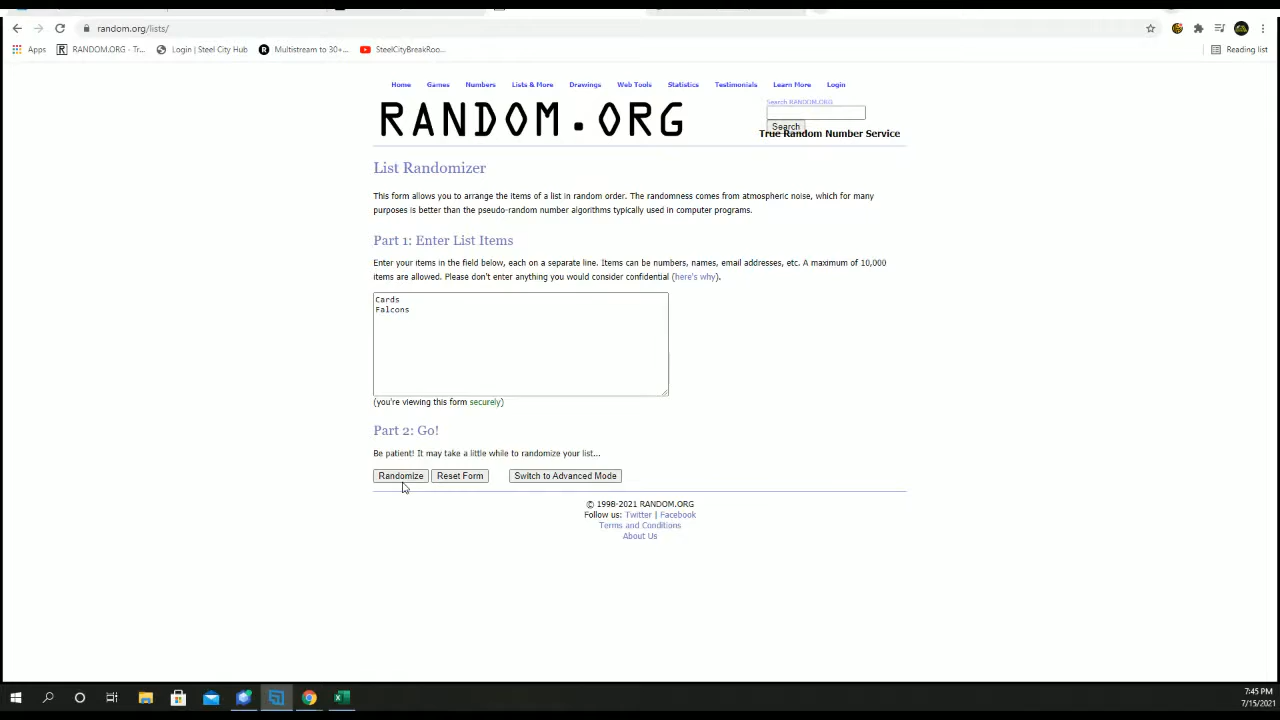 random.org/lists/
Apps RANDOM.ORG - Tr... Login | Steel City Hub Multistream to 30+... SteelCityBreakRoo... Reading list
Home Games Numbers Lists & More Drawings Web Tools Statistics Testimonials Learn More Login
RANDOM.ORG
Search RANDOM.ORG
Search
True Random Number Service
List Randomizer
This form allows you to arrange the items of a list in random order. The randomness comes from atmospheric noise, which for many
purposes is better than the pseudo-random number algorithms typically used in computer programs.
Part 1: Enter List Items
Enter your items in the field below, each on a separate line. Items can be numbers, names, email addresses, etc. A maximum of 10,000
items are allowed. Please don't enter anything you would consider confidential (here's why).
Cards
Falcons
(you're viewing this form securely)
Part 2: Go!
Be patient! It may take a little while to randomize your list...
Randomize Reset Form Switch to Advanced Mode
© 1998-2021 RANDOM.ORG
Follow us: Twitter | Facebook
Terms and Conditions
About Us
7:45 PM
7/15/2021